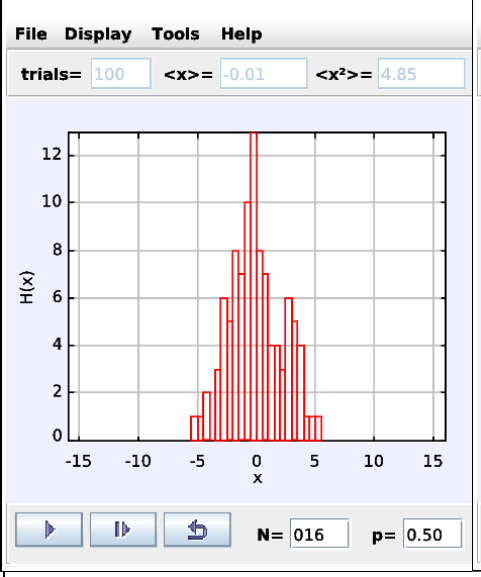 File Display Tools Help
trials= 100 <x>= -0.01 <x²>= 4.85
12
10
8
6
4
2
0
H(x)
-15 -10 -5 0 5 10 15
x
N= 016 p= 0.50